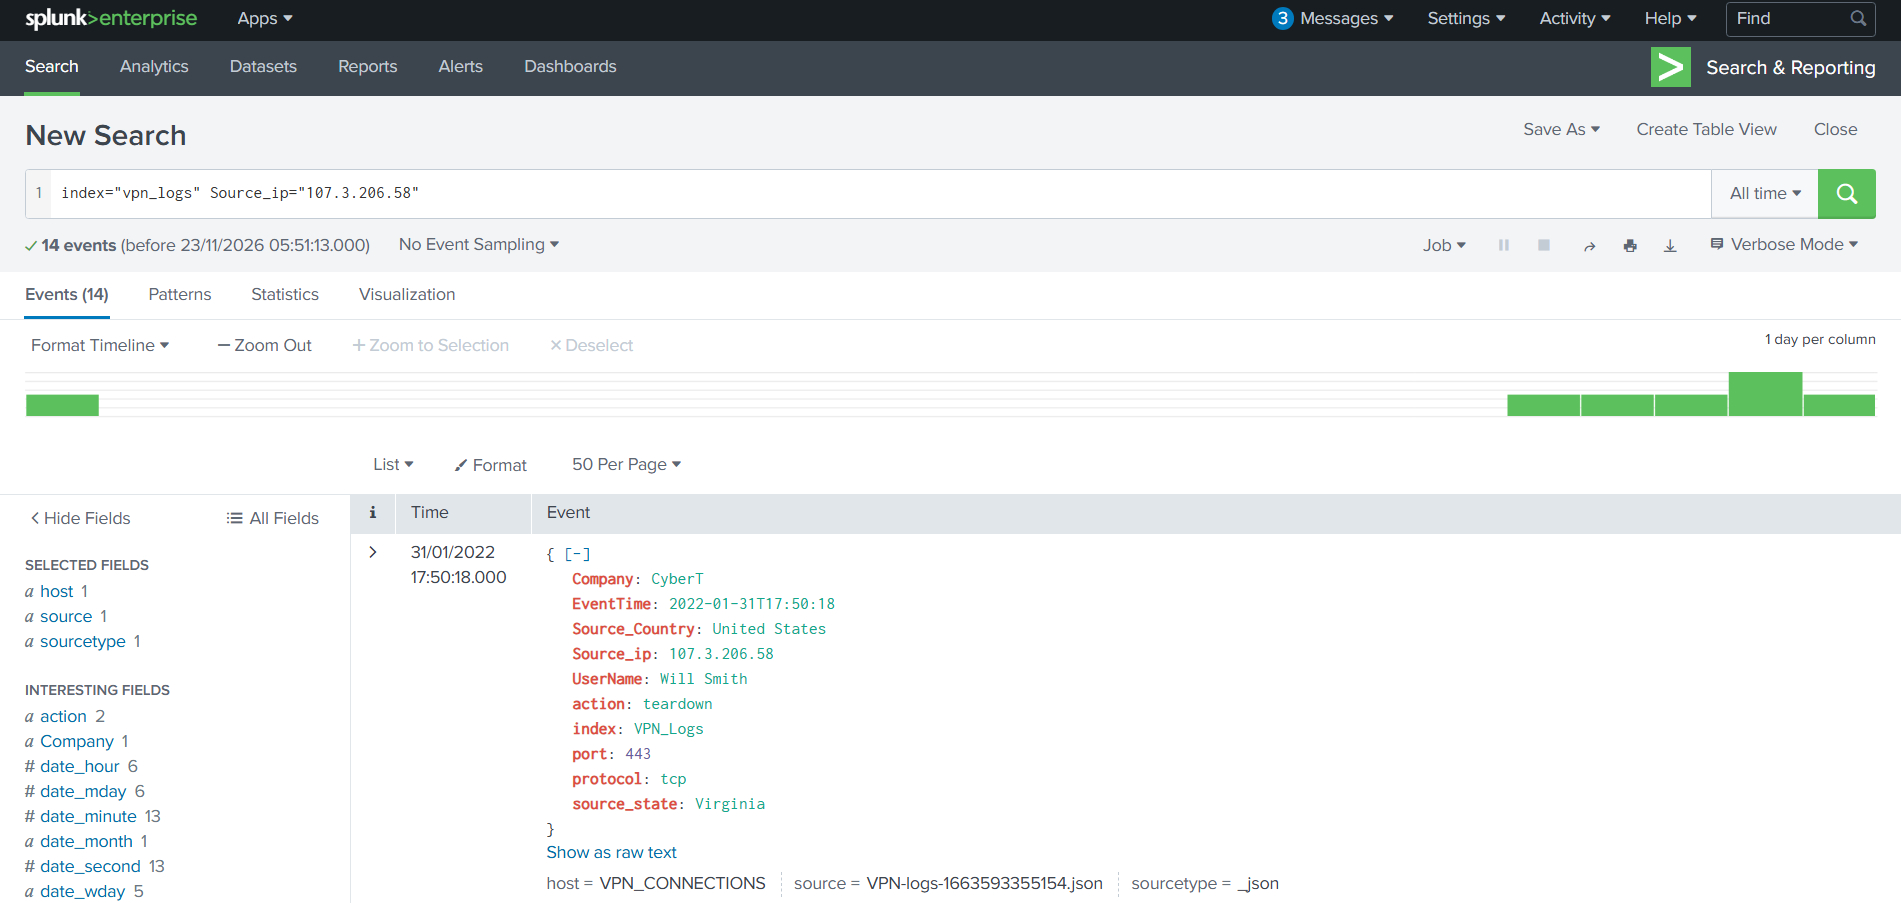 splunk>enterprise Apps 3 Messages Settings Activity Help Find
Search Analytics Datasets Reports Alerts Dashboards Search & Reporting
New Search Save As Create Table View Close
1 index="vpn_logs" Source_ip="107.3.206.58" All time
14 events (before 23/11/2026 05:51:13.000) No Event Sampling Job Verbose Mode
Events (14) Patterns Statistics Visualization
Format Timeline — Zoom Out + Zoom to Selection × Deselect 1 day per column
List Format 50 Per Page
< Hide Fields All Fields
SELECTED FIELDS
a host 1
a source 1
a sourcetype 1
INTERESTING FIELDS
a action 2
a Company 1
# date_hour 6
# date_mday 6
# date_minute 13
a date_month 1
# date_second 13
a date_wday 5
i Time Event
> 31/01/2022
17:50:18.000
{ [-]
Company: CyberT
EventTime: 2022-01-31T17:50:18
Source_Country: United States
Source_ip: 107.3.206.58
UserName: Will Smith
action: teardown
index: VPN_Logs
port: 443
protocol: tcp
source_state: Virginia
}
Show as raw text
host = VPN_CONNECTIONS source = VPN-logs-1663593355154.json sourcetype = _json